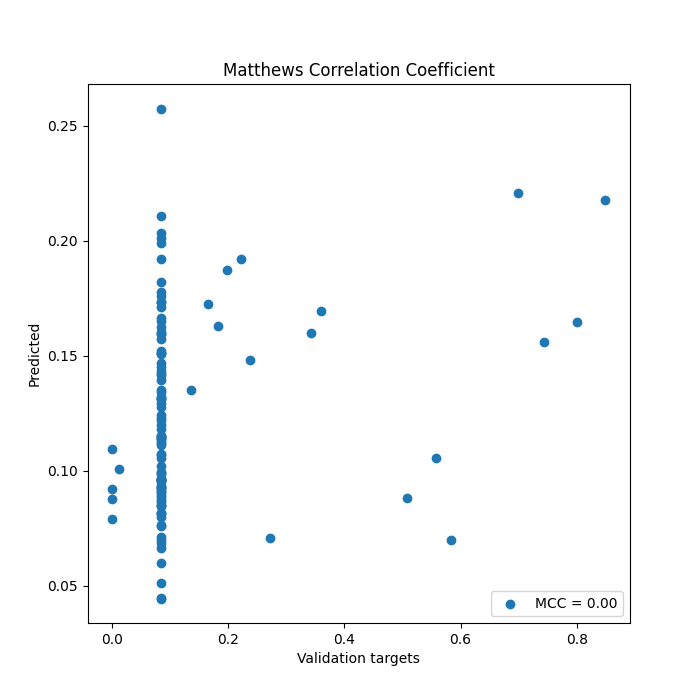 Matthews Correlation Coefficient
0.25
0.20
0.15
0.10
0.05
Predicted
MCC = 0.00
0.0 0.2 0.4 0.6 0.8
Validation targets